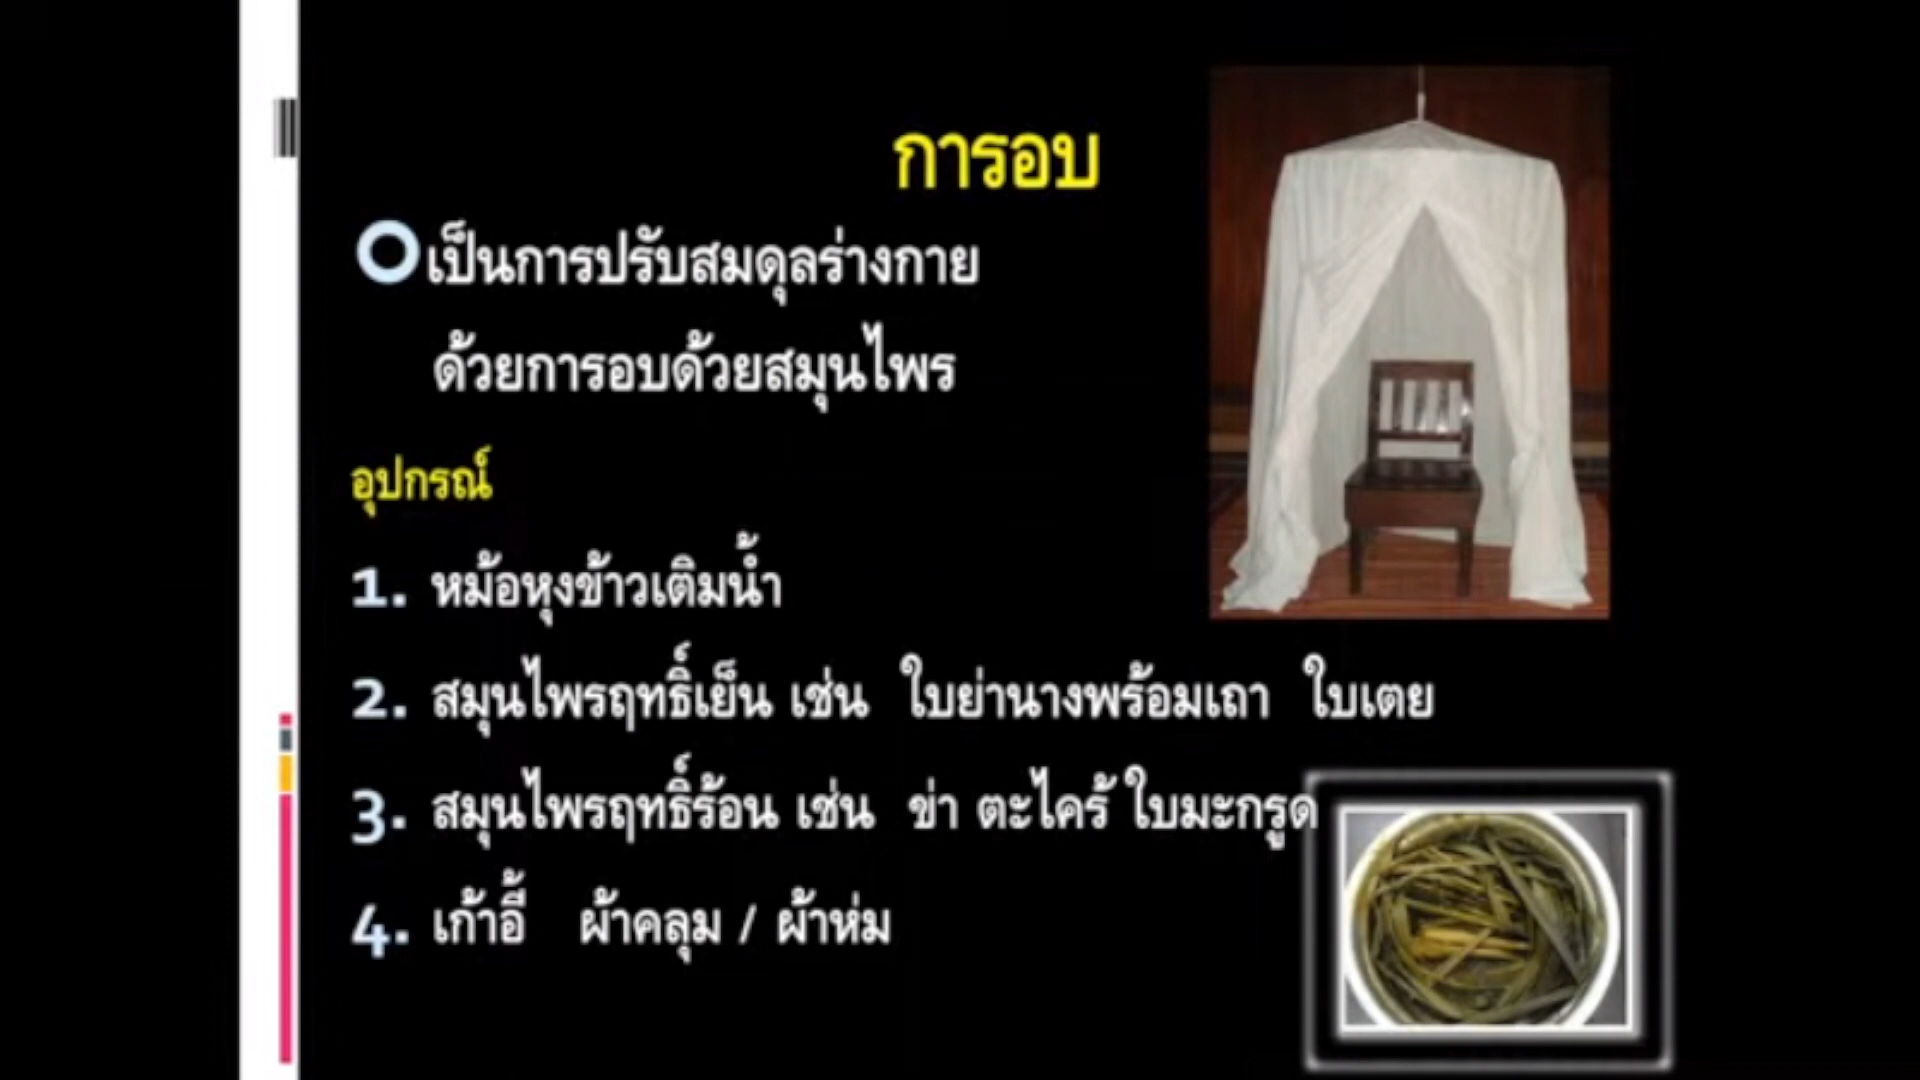 การอบ
เป็นการปรับสมดุลร่างกาย
ด้วยการอบด้วยสมุนไพร
อุปกรณ์
1. หม้อหุงข้าวเติมน้ำ
2. สมุนไพรฤทธิ์เย็น เช่น ใบย่านางพร้อมเถา ใบเตย
3. สมุนไพรฤทธิ์ร้อน เช่น ข่า ตะไคร้ ใบมะกรูด
4. เก้าอี้ ผ้าคลุม / ผ้าห่ม